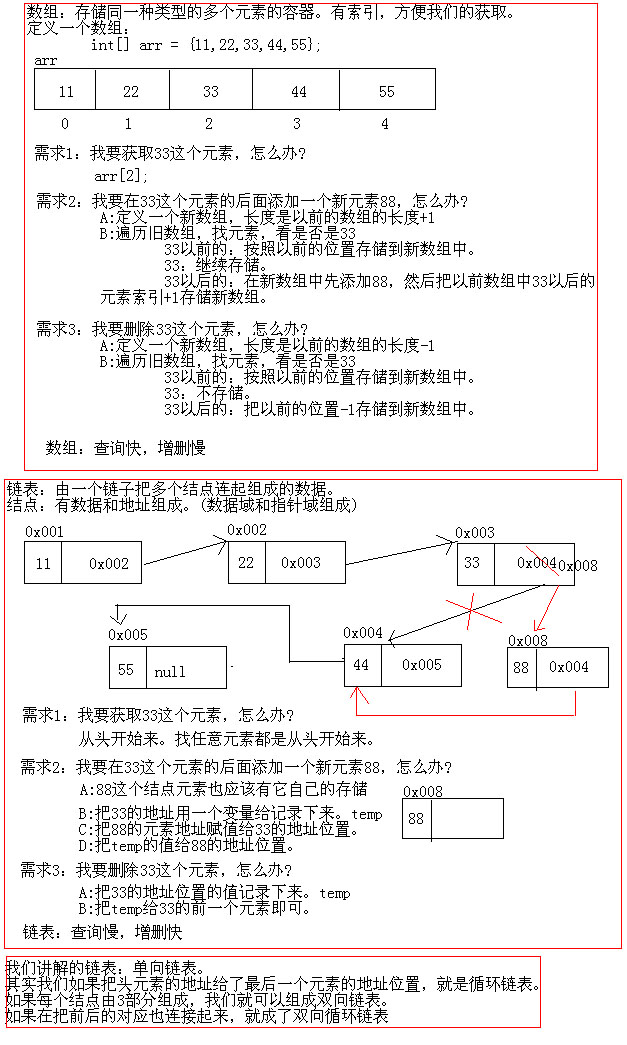 数组：存储同一种类型的多个元素的容器。有索引，方便我们的获取。
定义一个数组：
int[] arr = {11,22,33,44,55};
arr
11 22 33 44 55
0 1 2 3 4
需求1：我要获取33这个元素，怎么办？
arr[2];
需求2：我要在33这个元素的后面添加一个新元素88，怎么办？
A:定义一个新数组，长度是以前的数组的长度+1
B:遍历旧数组，找元素，看是否是33
33以前的：按照以前的位置存储到新数组中。
33：继续存储。
33以后的：在新数组中先添加88，然后把以前数组中33以后的
元素索引+1存储新数组。
需求3：我要删除33这个元素，怎么办？
A:定义一个新数组，长度是以前的数组的长度-1
B:遍历旧数组，找元素，看是否是33
33以前的：按照以前的位置存储到新数组中。
33：不存储。
33以后的：把以前的位置-1存储到新数组中。
数组：查询快，增删慢
链表：由一个链子把多个结点连起组成的数据。
结点：有数据和地址组成。(数据域和指针域组成)
0x001 0x002 0x003
11 0x002 22 0x003 33 0x004 0x008
0x005 0x004 0x008
55 null 44 0x005 88 0x004
需求1：我要获取33这个元素，怎么办？
从头开始来。找任意元素都是从头开始来。
需求2：我要在33这个元素的后面添加一个新元素88，怎么办？
A:88这个结点元素也应该有它自己的存储
0x008
88
B:把33的地址用一个变量给记录下来。temp
C:把88的元素地址赋值给33的地址位置。
D:把temp的值给88的地址位置。
需求3：我要删除33这个元素，怎么办？
A:把33的地址位置的值记录下来。temp
B:把temp给33的前一个元素即可。
链表：查询慢，增删快
我们讲解的链表：单向链表。
其实我们如果把头元素的地址给了最后一个元素的地址位置，就是循环链表。
如果每个结点由3部分组成，我们就可以组成双向链表。
如果在把前后的对应也连接起来，就成了双向循环链表